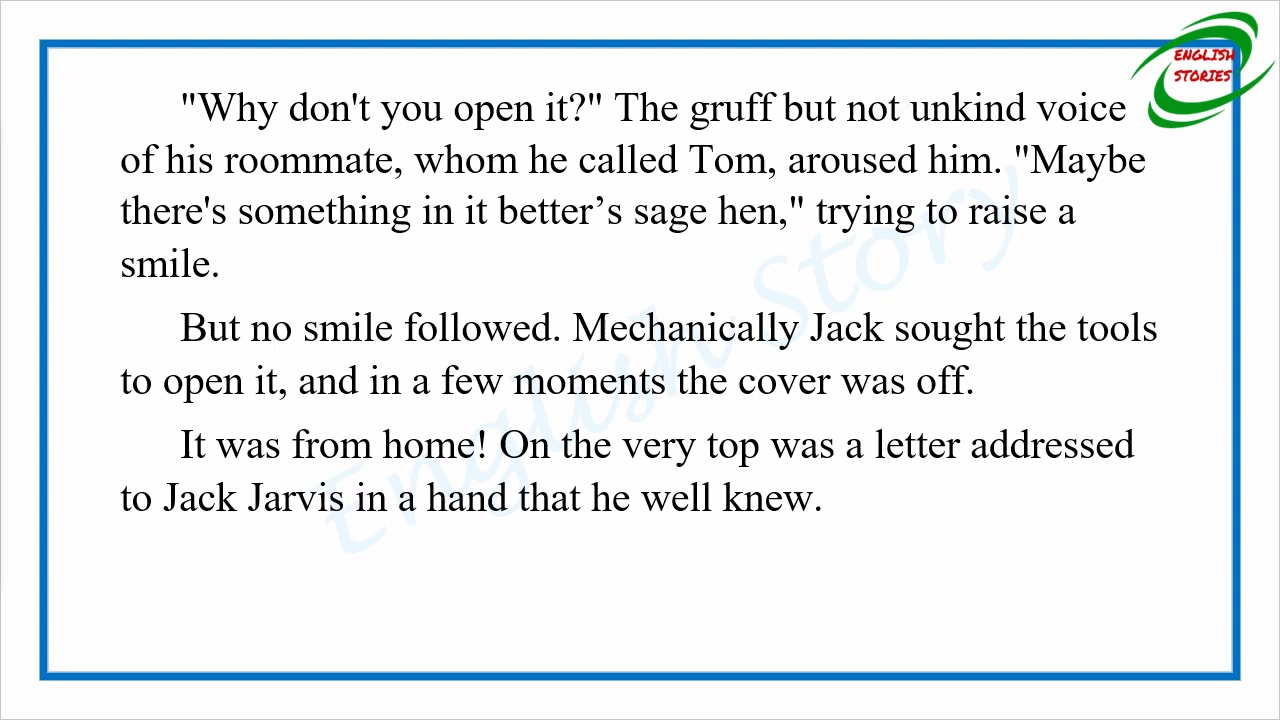 ENGLISH
STORIES
"Why don't you open it?" The gruff but not unkind voice
of his roommate, whom he called Tom, aroused him. "Maybe
there's something in it better’s sage hen," trying to raise a
smile.
But no smile followed. Mechanically Jack sought the tools
to open it, and in a few moments the cover was off.
It was from home! On the very top was a letter addressed
to Jack Jarvis in a hand that he well knew.
English Story